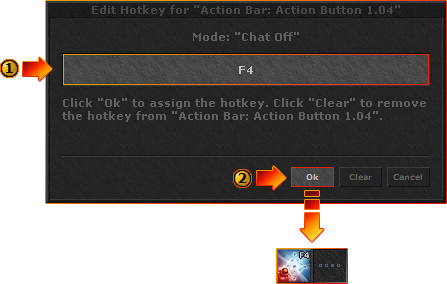 Edit Hotkey for "Action Bar: Action Button 1.04"
Mode: "Chat Off"
1
F4
Click "Ok" to assign the hotkey. Click "Clear" to remove
the hotkey from "Action Bar: Action Button 1.04".
2
Ok Clear Cancel
F4